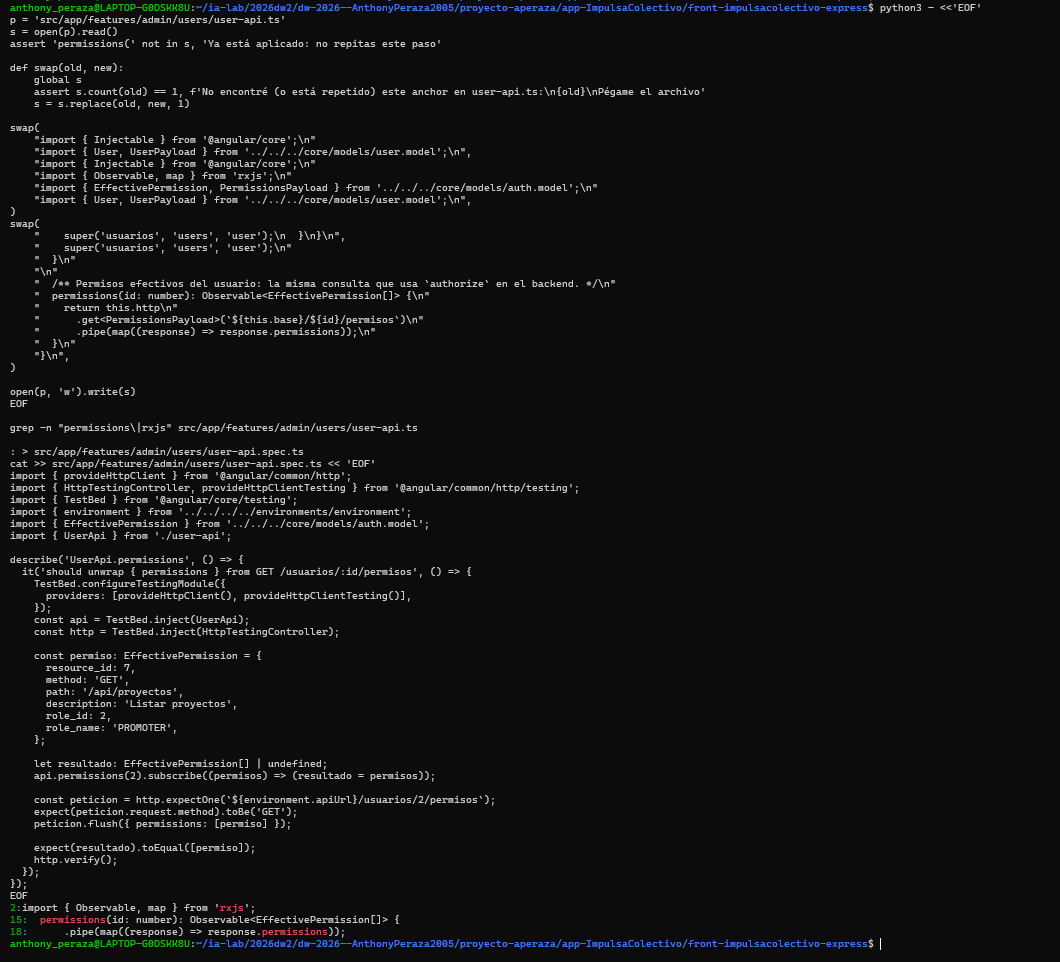 anthony_peraza@LAPTOP-G0DSKK8U:~/ia-lab/2026dw2/dw-2026--AnthonyPeraza2005/proyecto-aperaza/app-ImpulsaColectivo/front-impulsacolectivo-express$ python3 - <<'EOF'
p = 'src/app/features/admin/users/user-api.ts'
s = open(p).read()
assert 'permissions(' not in s, 'Ya está aplicado: no repitas este paso'

def swap(old, new):
    global s
    assert s.count(old) == 1, f'No encontré (o está repetido) este anchor en user-api.ts:\n{old}\nPégame el archivo'
    s = s.replace(old, new, 1)

swap(
    "import { Injectable } from '@angular/core';\n"
    "import { User, UserPayload } from '../../../core/models/user.model';\n",
    "import { Injectable } from '@angular/core';\n"
    "import { Observable, map } from 'rxjs';\n"
    "import { EffectivePermission, PermissionsPayload } from '../../../core/models/auth.model';\n"
    "import { User, UserPayload } from '../../../core/models/user.model';\n",
)
swap(
    "    super('usuarios', 'users', 'user');\n  }\n}\n",
    "    super('usuarios', 'users', 'user');\n"
    "  }\n"
    "\n"
    "  /** Permisos efectivos del usuario: la misma consulta que usa `authorize` en el backend. */\n"
    "  permissions(id: number): Observable<EffectivePermission[]> {\n"
    "    return this.http\n"
    "      .get<PermissionsPayload>(`${this.base}/${id}/permisos`)\n"
    "      .pipe(map((response) => response.permissions));\n"
    "  }\n"
    "}\n",
)

open(p, 'w').write(s)
EOF

grep -n "permissions\|rxjs" src/app/features/admin/users/user-api.ts

: > src/app/features/admin/users/user-api.spec.ts
cat >> src/app/features/admin/users/user-api.spec.ts << 'EOF'
import { provideHttpClient } from '@angular/common/http';
import { HttpTestingController, provideHttpClientTesting } from '@angular/common/http/testing';
import { TestBed } from '@angular/core/testing';
import { environment } from '../../../../environments/environment';
import { EffectivePermission } from '../../../core/models/auth.model';
import { UserApi } from './user-api';

describe('UserApi.permissions', () => {
  it('should unwrap { permissions } from GET /usuarios/:id/permisos', () => {
    TestBed.configureTestingModule({
      providers: [provideHttpClient(), provideHttpClientTesting()],
    });
    const api = TestBed.inject(UserApi);
    const http = TestBed.inject(HttpTestingController);

    const permiso: EffectivePermission = {
      resource_id: 7,
      method: 'GET',
      path: '/api/proyectos',
      description: 'Listar proyectos',
      role_id: 2,
      role_name: 'PROMOTER',
    };

    let resultado: EffectivePermission[] | undefined;
    api.permissions(2).subscribe((permisos) => (resultado = permisos));

    const peticion = http.expectOne(`${environment.apiUrl}/usuarios/2/permisos`);
    expect(peticion.request.method).toBe('GET');
    peticion.flush({ permissions: [permiso] });

    expect(resultado).toEqual([permiso]);
    http.verify();
  });
});
EOF
2:import { Observable, map } from 'rxjs';
15:  permissions(id: number): Observable<EffectivePermission[]> {
18:      .pipe(map((response) => response.permissions));
anthony_peraza@LAPTOP-G0DSKK8U:~/ia-lab/2026dw2/dw-2026--AnthonyPeraza2005/proyecto-aperaza/app-ImpulsaColectivo/front-impulsacolectivo-express$